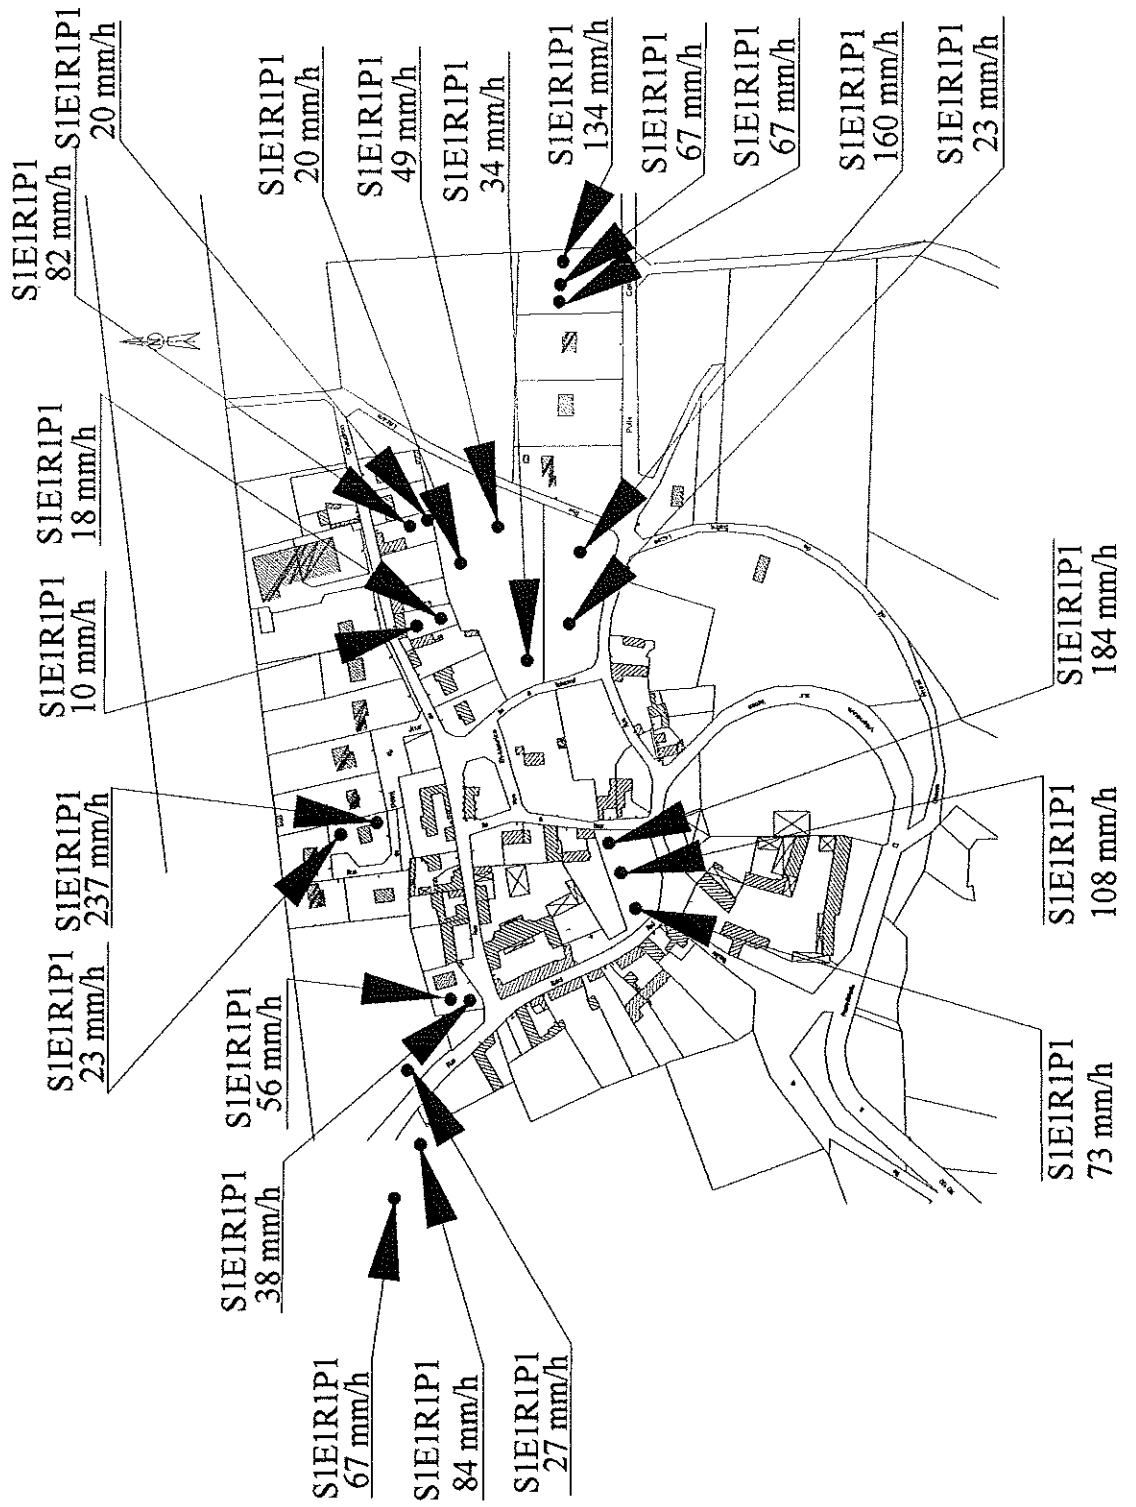 S1E1R1P1
67 mm/h
S1E1R1P1
84 mm/h
S1E1R1P1
27 mm/h
S1E1R1P1
38 mm/h
S1E1R1P1
56 mm/h
S1E1R1P1
23 mm/h
S1E1R1P1
237 mm/h
S1E1R1P1
10 mm/h
S1E1R1P1
18 mm/h
S1E1R1P1
82 mm/h
S1E1R1P1
20 mm/h
S1E1R1P1
20 mm/h
S1E1R1P1
49 mm/h
S1E1R1P1
34 mm/h
S1E1R1P1
134 mm/h
S1E1R1P1
67 mm/h
S1E1R1P1
67 mm/h
S1E1R1P1
160 mm/h
S1E1R1P1
23 mm/h
S1E1R1P1
184 mm/h
S1E1R1P1
108 mm/h
S1E1R1P1
73 mm/h
N